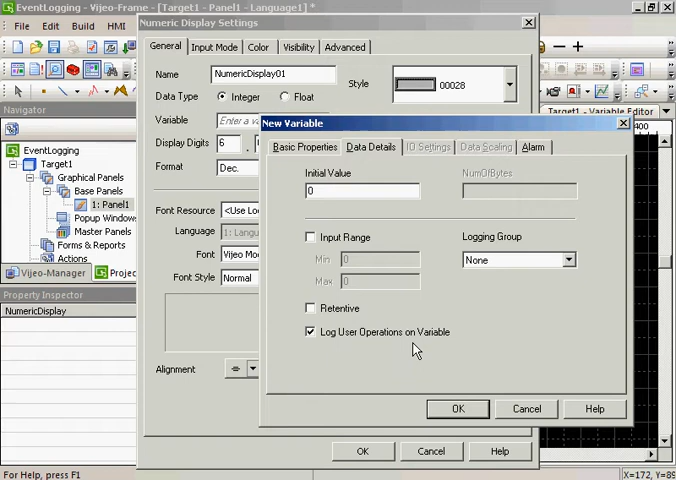 EventLogging - Vijeo-Frame - [Target1 - Panel1 - Language1] *
File Edit View Build HMI
Numeric Display Settings
General Input Mode Color Visibility Advanced
Name NumericDisplay01
Style 00028
Data Type Integer Float
Variable
Display Digits 6 .
Format Dec.
Font Resource
Language
Font
Font Style Normal
Alignment
OK Cancel Help
Target1 - Variable Editor
400
Navigator
EventLogging
Target1
Graphical Panels
Base Panels
1: Panel1
Popup Windows
Master Panels
Forms & Reports
Actions
Vijeo-Manager
Property Inspector
NumericDisplay
New Variable
Basic Properties Data Details IO Settings Data Scaling Alarm
Initial Value NumOfBytes
0
Input Range Logging Group
Min 0 None
Max 0
Retentive
Log User Operations on Variable
OK Cancel Help
For Help, press F1